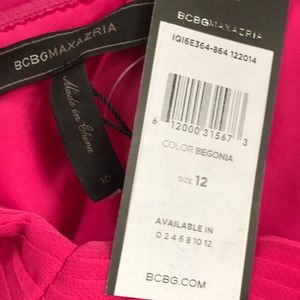 BCBGMAXAZRIA
Made in China
10
BCBGMAXAZRIA
IQI6E364-864 122014
6 12000 31567 3
COLOR BEGONIA
SIZE 12
AVAILABLE IN
0 2 4 6 8 10 12
BCBG.COM